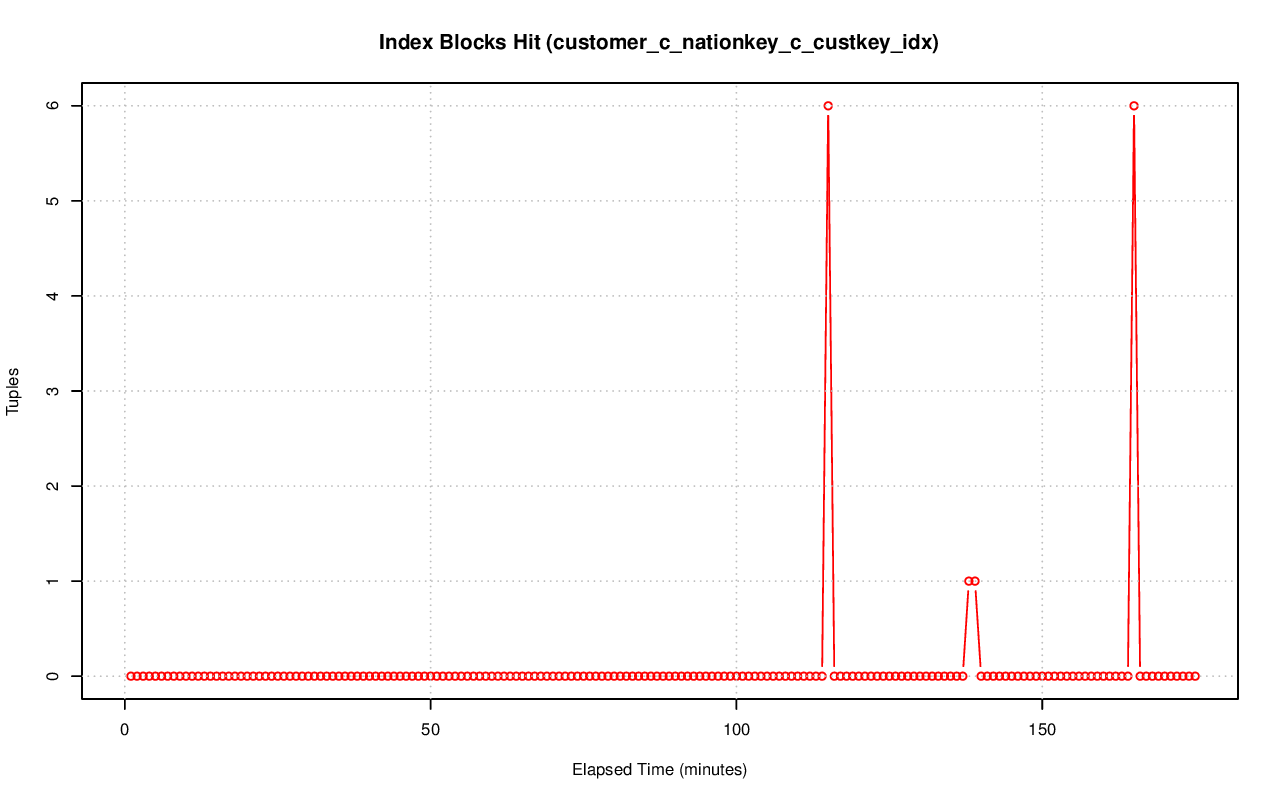 Index Blocks Hit (customer_c_nationkey_c_custkey_idx)
6
5
4
3
2
1
0
Tuples
0 50 100 150
Elapsed Time (minutes)